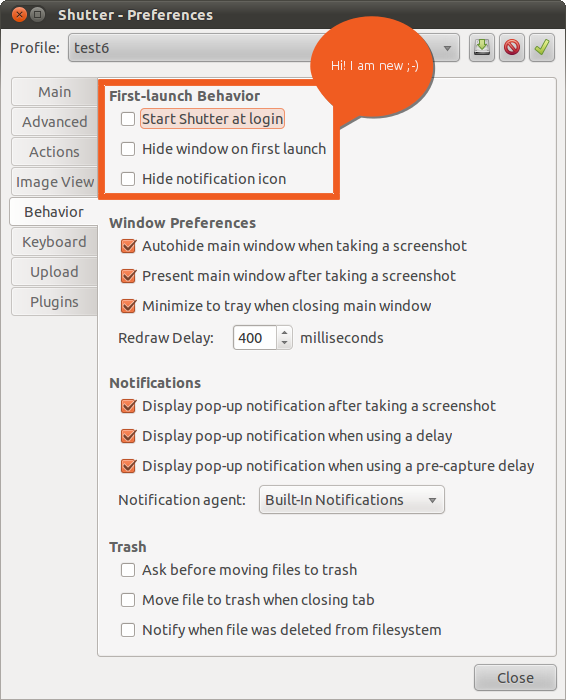 Shutter - Preferences
Profile: test6
Hi! I am new ;-)
Main
Advanced
Actions
Image View
Behavior
Keyboard
Upload
Plugins
First-launch Behavior
Start Shutter at login
Hide window on first launch
Hide notification icon
Window Preferences
Autohide main window when taking a screenshot
Present main window after taking a screenshot
Minimize to tray when closing main window
Redraw Delay: 400 milliseconds
Notifications
Display pop-up notification after taking a screenshot
Display pop-up notification when using a delay
Display pop-up notification when using a pre-capture delay
Notification agent: Built-In Notifications
Trash
Ask before moving files to trash
Move file to trash when closing tab
Notify when file was deleted from filesystem
Close